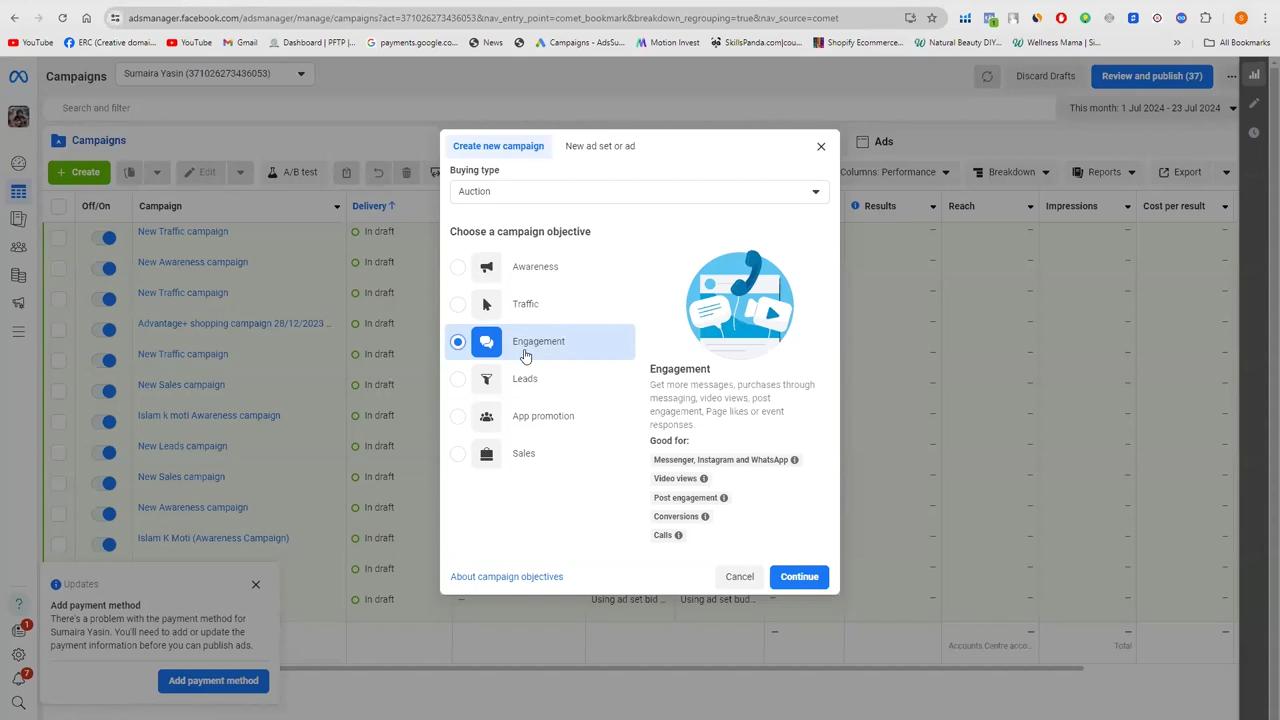 adsmanager.facebook.com/adsmanager/manage/campaigns?act=371026273436053&nav_entry_point=comet_bookmark&breakdown_regrouping=true&nav_source=comet
YouTube
ERC (Creative domai...
YouTube
Gmail
Dashboard | PFTP |...
payments.google.co...
News
Campaigns - AdsSu...
Motion Invest
SkillsPanda.com|cou...
Shopify Ecommerce...
Natural Beauty DIY...
Wellness Mama | Si...
All Bookmarks
Campaigns
Sumaira Yasin (371026273436053)
Discard Drafts
Review and publish (37)
Search and filter
This month: 1 Jul 2024 - 23 Jul 2024
Campaigns
Ads
+ Create
Edit
A/B test
Columns: Performance
Breakdown
Reports
Export
Off/On
Campaign
Delivery ↑
Results
Reach
Impressions
Cost per result
New Traffic campaign
In draft
New Awareness campaign
In draft
New Traffic campaign
In draft
Advantage+ shopping campaign 28/12/2023 ...
In draft
New Traffic campaign
In draft
New Sales campaign
In draft
Islam k moti Awareness campaign
In draft
New Leads campaign
In draft
New Sales campaign
In draft
New Awareness campaign
In draft
Islam K Moti (Awareness Campaign)
In draft
In draft
In draft
Using ad set bid ...
Using ad set bud...
Accounts Centre acco...
Total
Create new campaign
New ad set or ad
Buying type
Auction
Choose a campaign objective
Awareness
Traffic
Engagement
Leads
App promotion
Sales
Engagement
Get more messages, purchases through
messaging, video views, post
engagement, Page likes or event
responses.
Good for:
Messenger, Instagram and WhatsApp
Video views
Post engagement
Conversions
Calls
About campaign objectives
Cancel
Continue
Updates
Add payment method
There's a problem with the payment method for
Sumaira Yasin. You'll need to add or update the
payment information before you can publish ads.
Add payment method
1
7